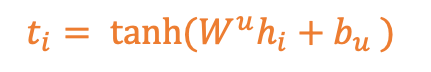 tᵢ = tanh(Wᵘhᵢ + bᵤ )